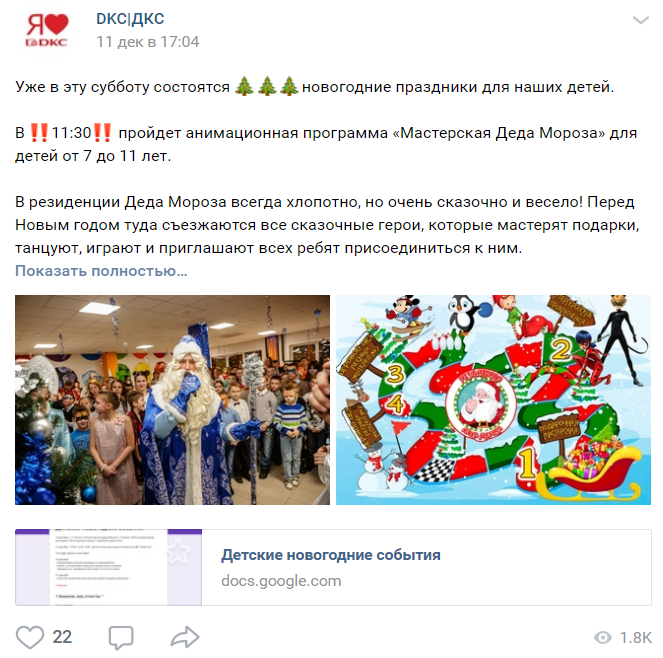 Я
DKC
DKC|ДКС
11 дек в 17:04
Уже в эту субботу состоятся 🎄🎄🎄новогодние праздники для наших детей.
В ‼11:30‼ пройдет анимационная программа «Мастерская Деда Мороза» для
детей от 7 до 11 лет.
В резиденции Деда Мороза всегда хлопотно, но очень сказочно и весело! Перед
Новым годом туда съезжаются все сказочные герои, которые мастерят подарки,
танцуют, играют и приглашают всех ребят присоединиться к ним.
Показать полностью…
2
3
4
1
Детские новогодние события
docs.google.com
22
1.8K